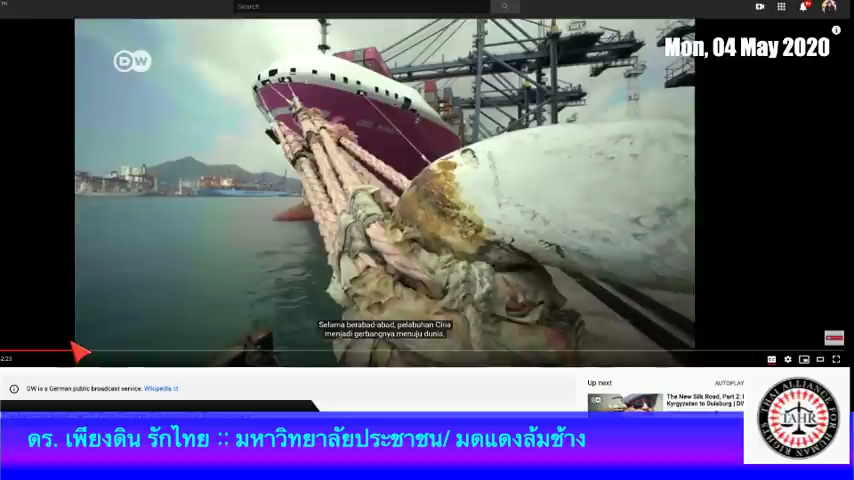 Search
DW
Mon, 04 May 2020
Selama berabad-abad, pelabuhan Cina
menjadi gerbangnya menuju dunia.
2:25
DW is a German public broadcast service. Wikipedia
Up next
AUTOPLAY
The New Silk Road, Part 2:
Kyrgyzstan to Duisburg | D
ดร. เพียงดิน รักไทย :: มหาวิทยาลัยประชาชน/ มดแดงล้มช้าง
THAI ALLIANCE FOR HUMAN RIGHTS
TAHR